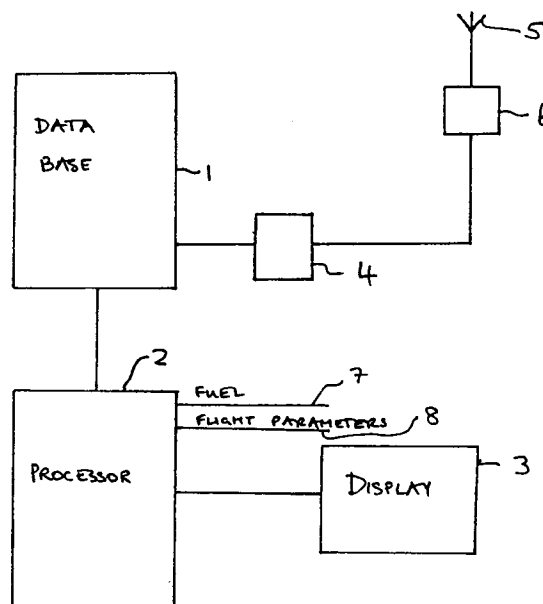 5
6
DATA
BASE
1
4
2
FUEL
7
FLIGHT PARAMETERS
8
PROCESSOR
DISPLAY
3